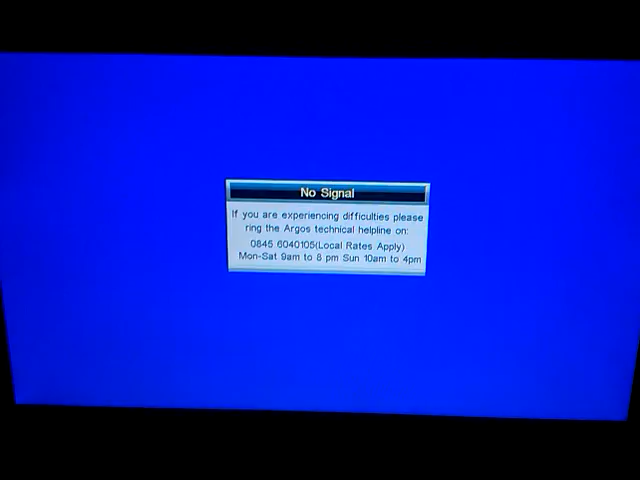 No Signal
If you are experiencing difficulties please
ring the Argos technical helpline on:
0845 6040105(Local Rates Apply)
Mon-Sat 9am to 8 pm Sun 10am to 4pm